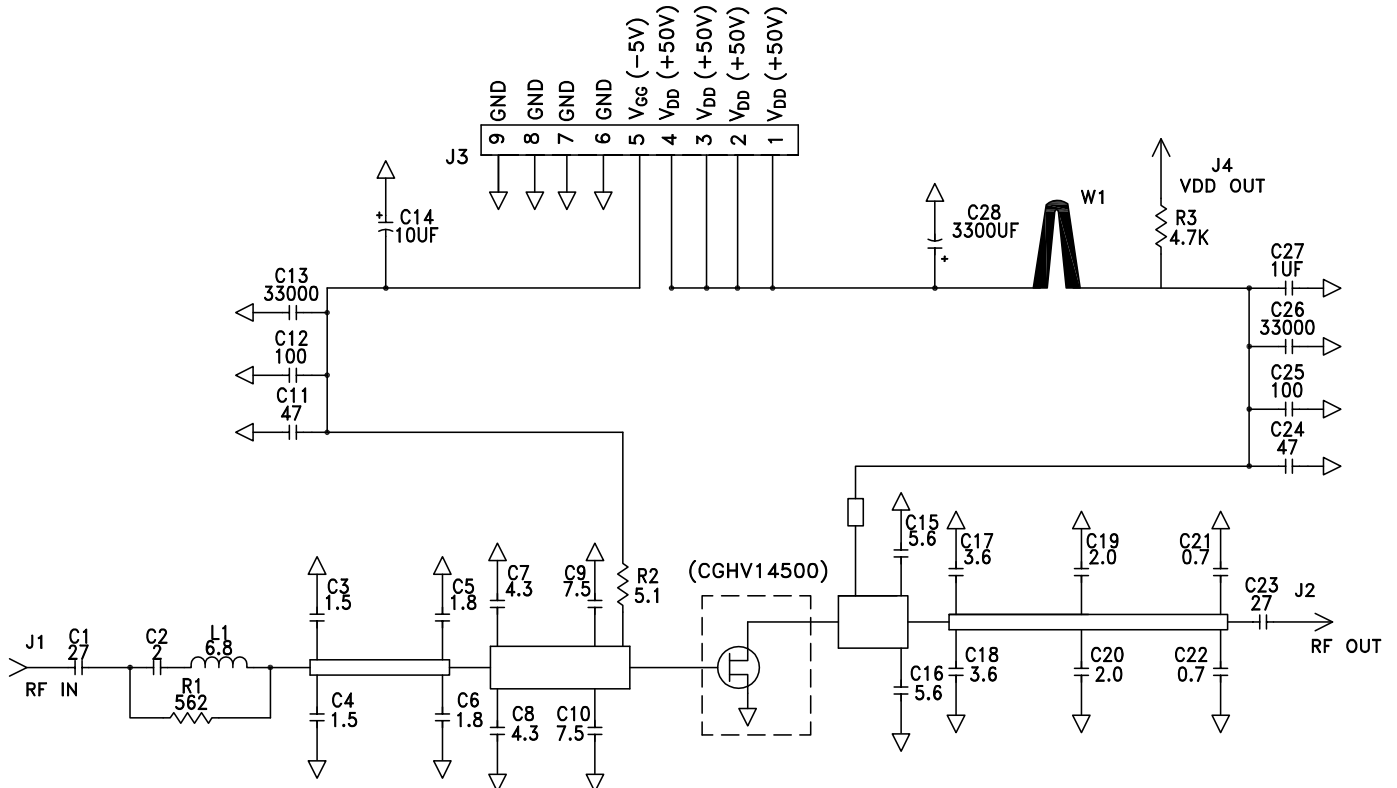 VGG (-5V)
VDD (+50V)
VDD (+50V)
VDD (+50V)
VDD (+50V)
GND
GND
GND
GND
9 8 7 6 5 4 3 2 1
J3
J4
VDD OUT
W1
C14
10UF
C28
3300UF
R3
4.7K
C13
33000
C12
100
C11
47
C27
1UF
C26
33000
C25
100
C24
47
J1
RF IN
C1
27
C2
2
L1
6.8
R1
562
C3
1.5
C4
1.5
C5
1.8
C6
1.8
C7
4.3
C8
4.3
C9
7.5
C10
7.5
R2
5.1
(CGHV14500)
C15
5.6
C16
5.6
C17
3.6
C18
3.6
C19
2.0
C20
2.0
C21
0.7
C22
0.7
C23
27
J2
RF OUT